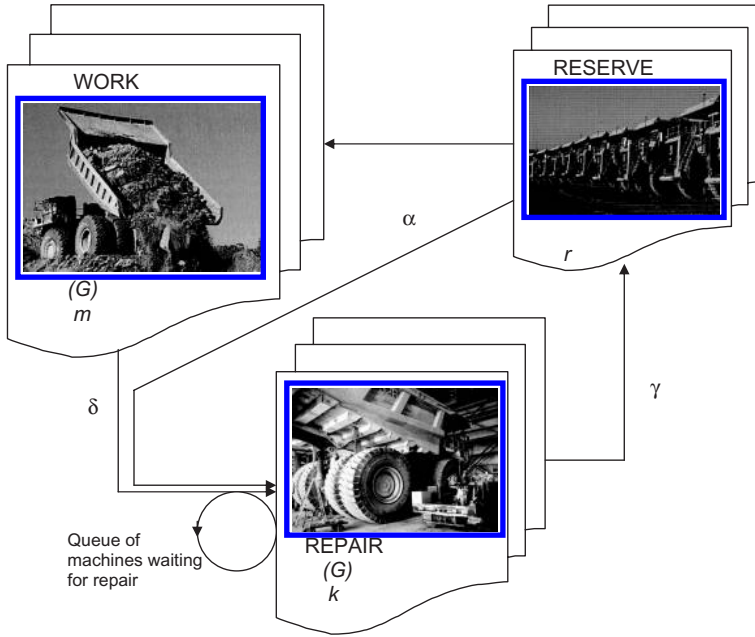 WORK
RESERVE
α
r
(G)
m
δ
γ
Queue of
machines waiting
for repair
REPAIR
(G)
k